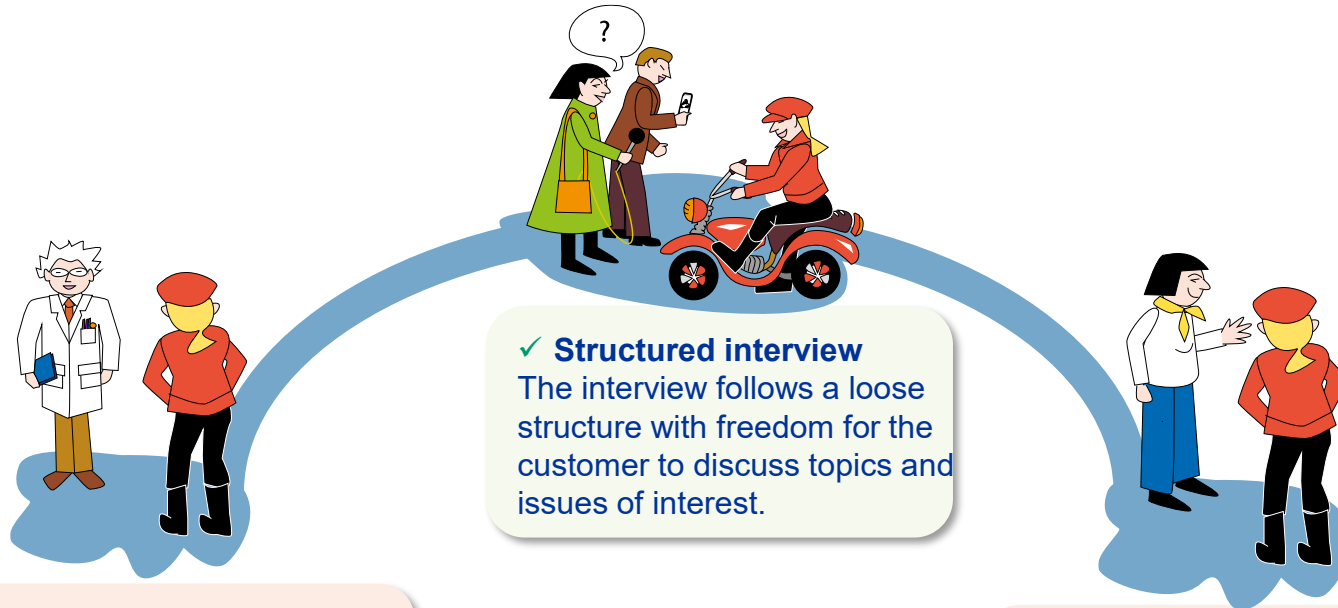 ?
✓ Structured interview
The interview follows a loose
structure with freedom for the
customer to discuss topics and
issues of interest.